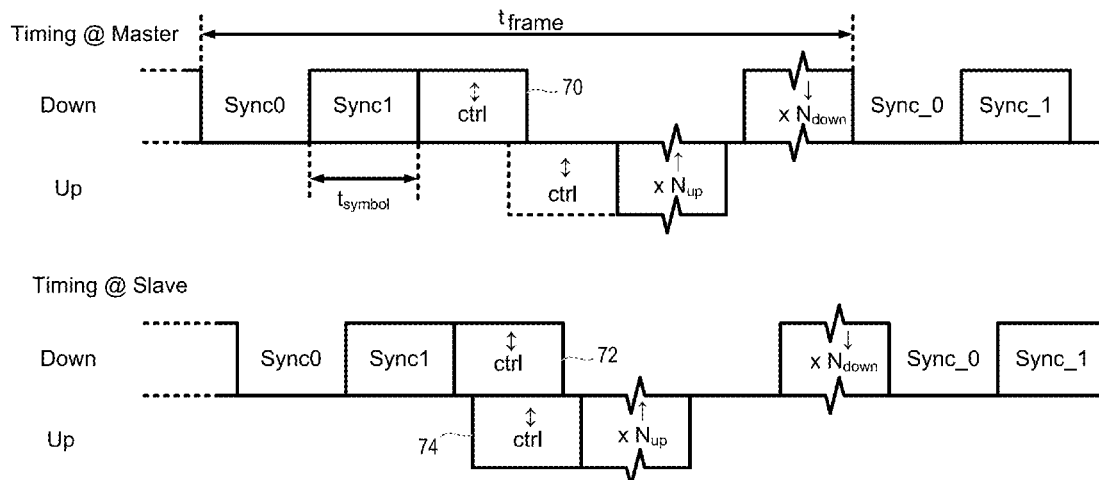 t_frame
Timing @ Master
Down
Sync0
Sync1
↕
ctrl
70
↓
x N_down
Sync_0
Sync_1
Up
t_symbol
↕
ctrl
↑
x N_up
Timing @ Slave
Down
Sync0
Sync1
↕
ctrl
72
↓
x N_down
Sync_0
Sync_1
Up
74
↕
ctrl
↑
x N_up